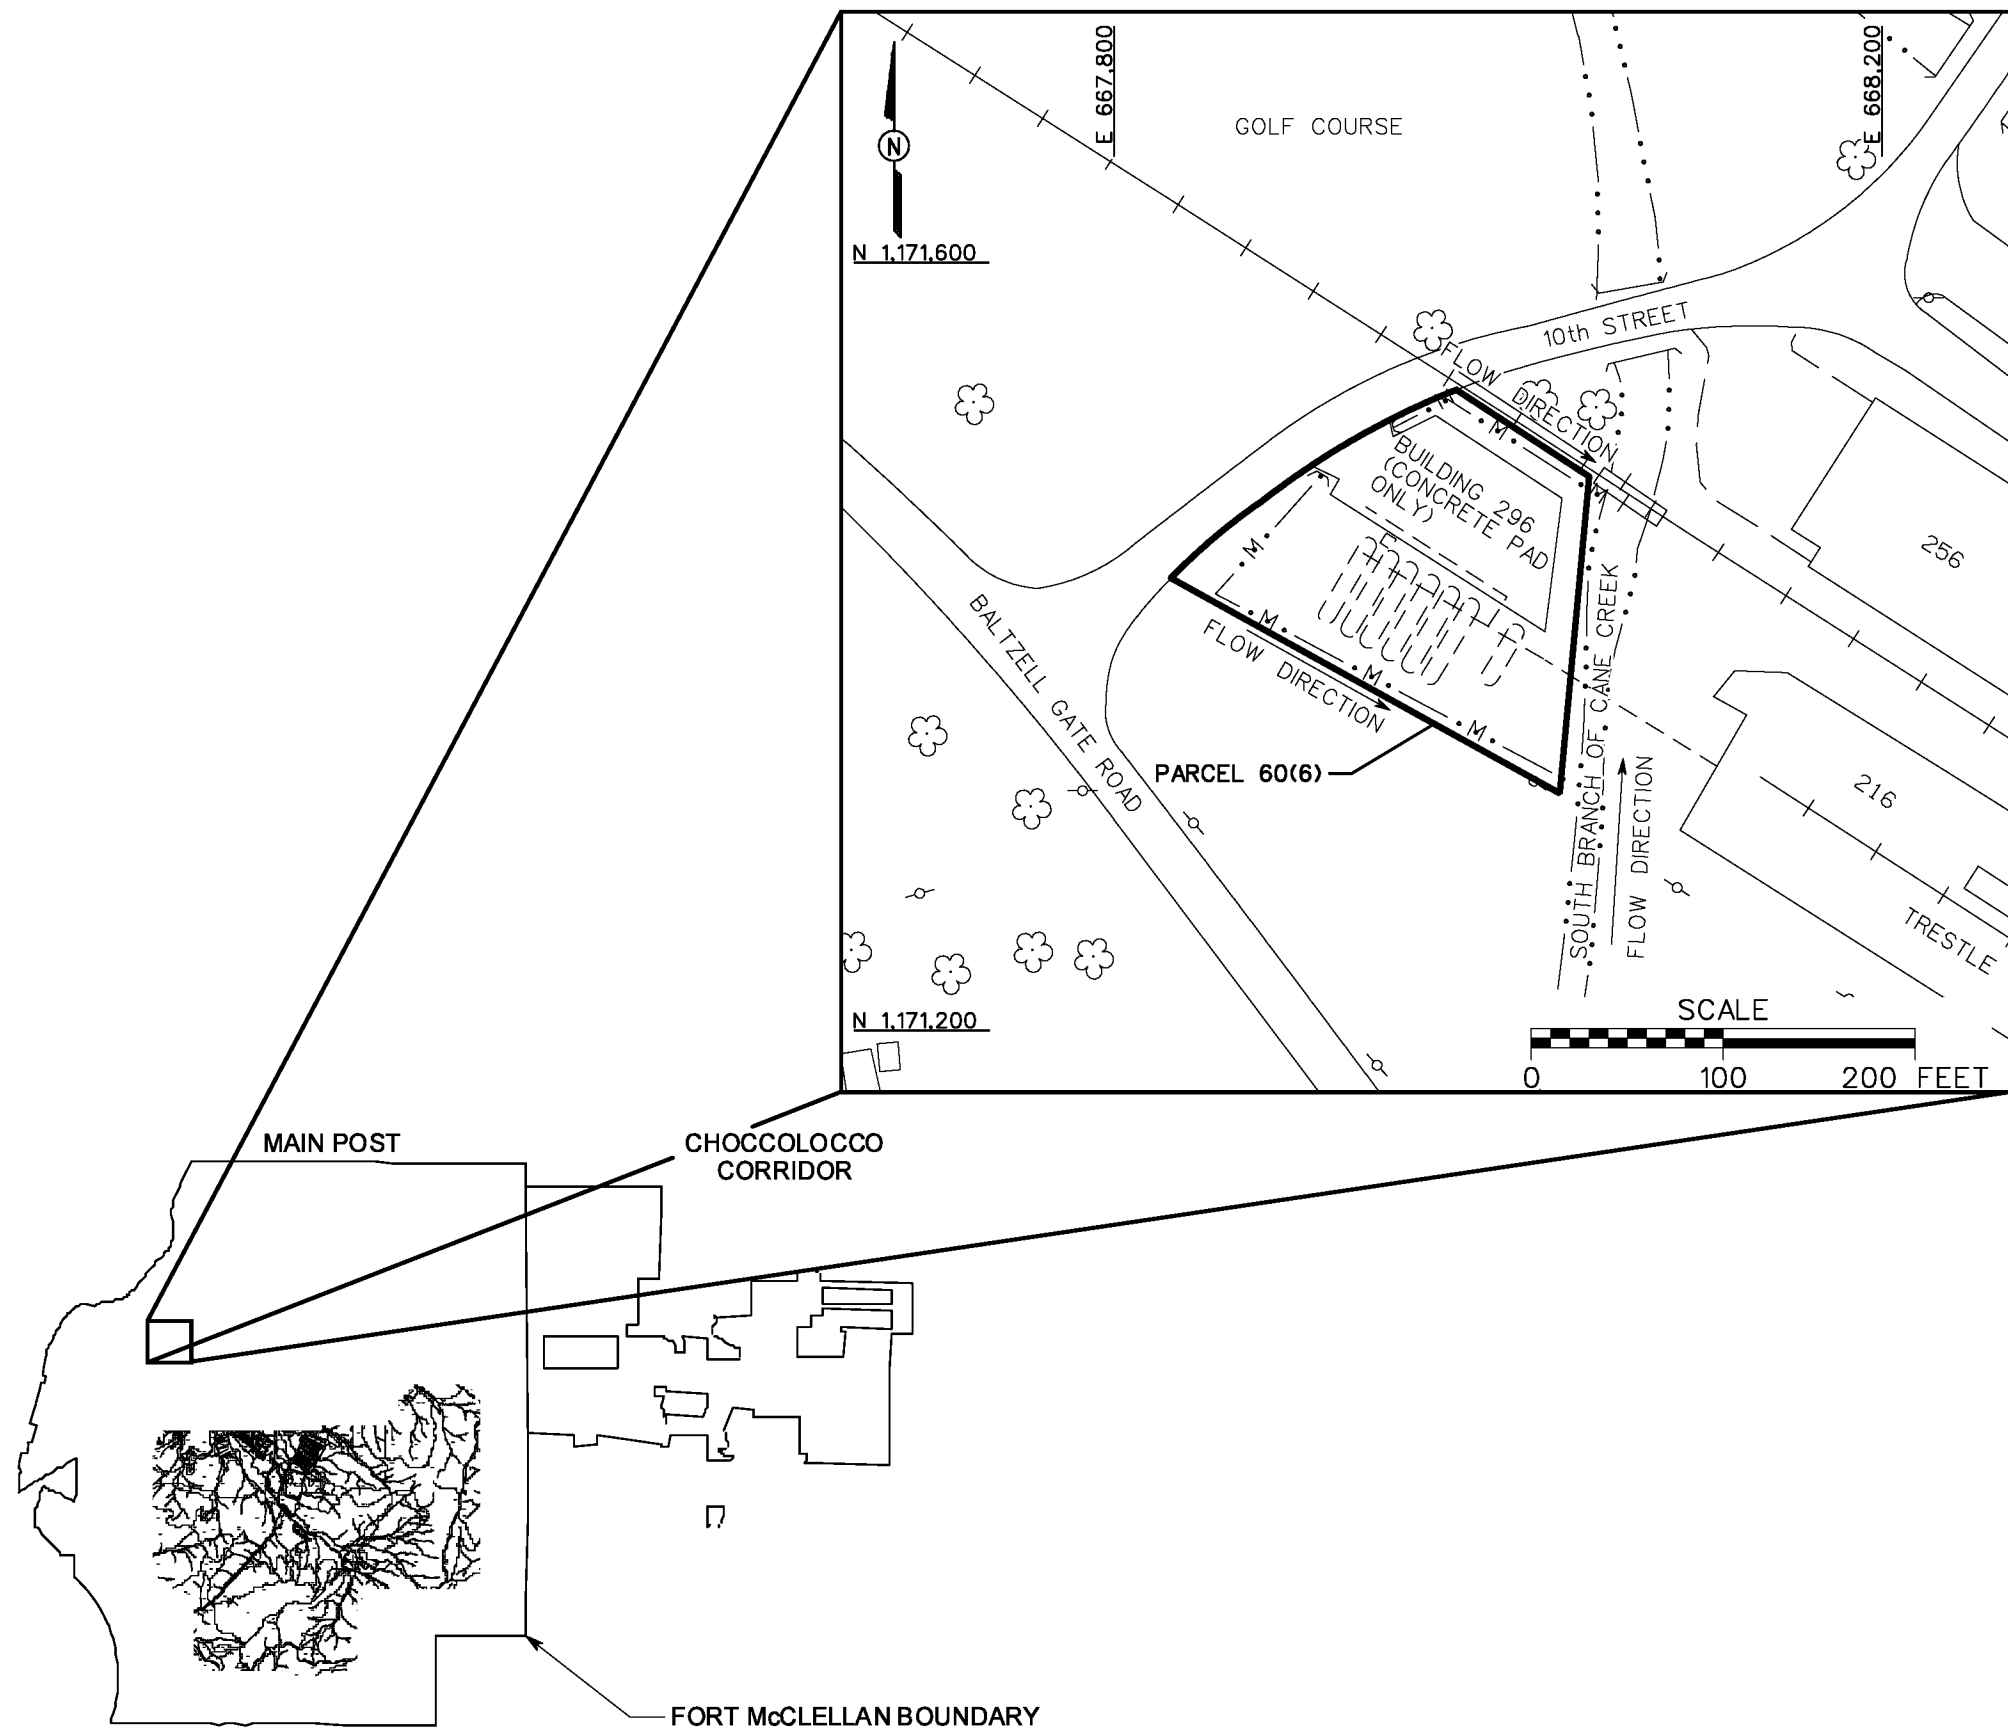 E 667,800
E 668,200
GOLF COURSE
N
N 1,171,600
10th STREET
FLOW DIRECTION
BUILDING 296
(CONCRETE PAD
ONLY)
256
M
M
M
M
M
M
FLOW DIRECTION
BALTZELL GATE ROAD
PARCEL 60(6)
SOUTH BRANCH OF CANE CREEK
FLOW DIRECTION
216
TRESTLE
N 1,171,200
SCALE
0 100 200 FEET
MAIN POST
CHOCCOLOCCO
CORRIDOR
FORT McCLELLAN BOUNDARY